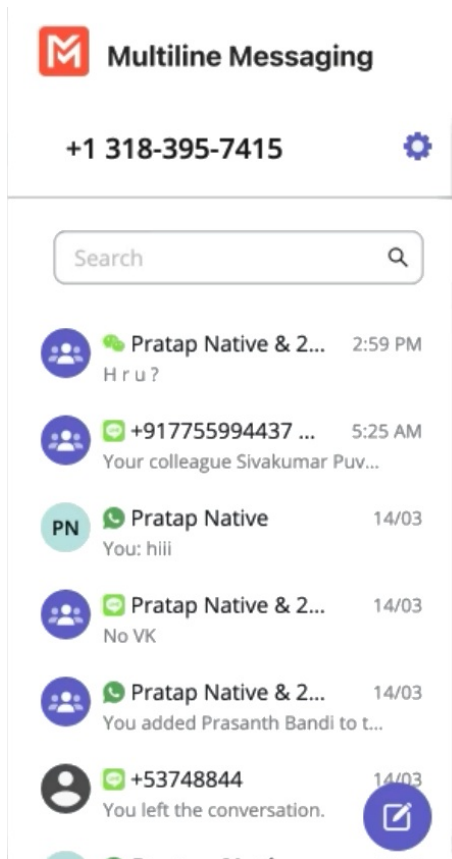 Multiline Messaging
+1 318-395-7415
Search
Pratap Native & 2... 2:59 PM
H r u ?
+917755994437 ... 5:25 AM
Your colleague Sivakumar Puv...
PN Pratap Native 14/03
You: hiii
Pratap Native & 2... 14/03
No VK
Pratap Native & 2... 14/03
You added Prasanth Bandi to t...
+53748844 14/03
You left the conversation.